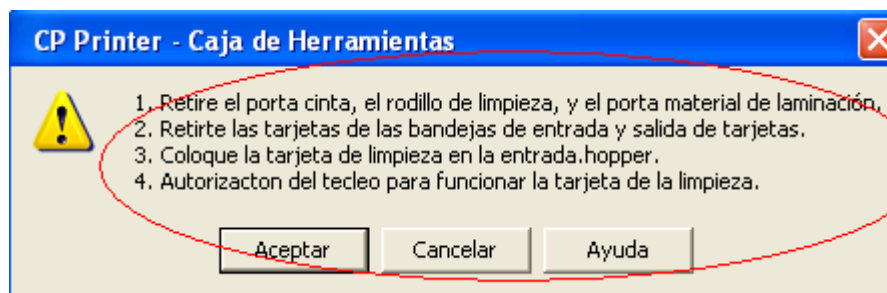 CP Printer - Caja de Herramientas
1. Retire el porta cinta, el rodillo de limpieza, y el porta material de laminación,
2. Retirte las tarjetas de las bandejas de entrada y salida de tarjetas.
3. Coloque la tarjeta de limpieza en la entrada.hopper.
4. Autorizacton del tecleo para funcionar la tarjeta de la limpieza.
Aceptar Cancelar Ayuda